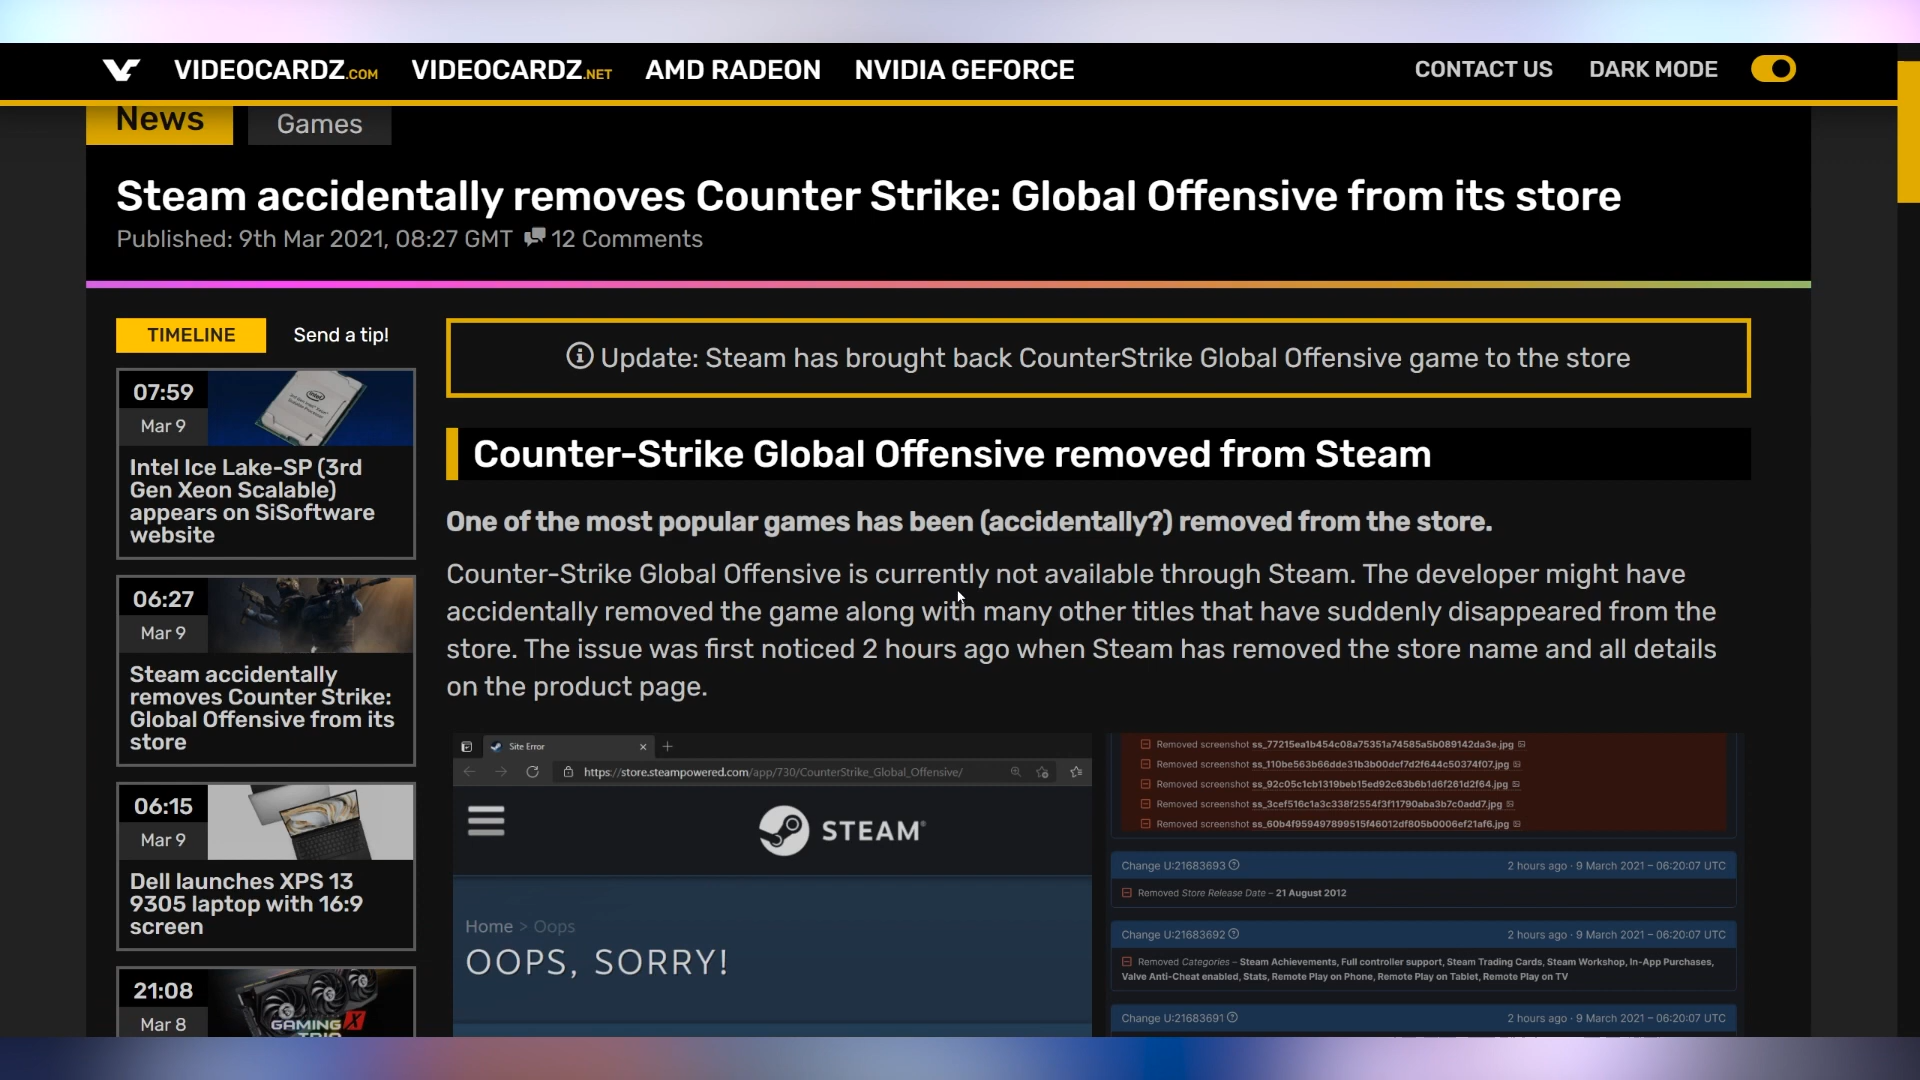 VIDEOCARDZ.COM VIDEOCARDZ.NET AMD RADEON NVIDIA GEFORCE CONTACT US DARK MODE
News Games
Steam accidentally removes Counter Strike: Global Offensive from its store
Published: 9th Mar 2021, 08:27 GMT 12 Comments
TIMELINE Send a tip!
07:59
Mar 9
Intel Ice Lake-SP (3rd
Gen Xeon Scalable)
appears on SiSoftware
website
06:27
Mar 9
Steam accidentally
removes Counter Strike:
Global Offensive from its
store
06:15
Mar 9
Dell launches XPS 13
9305 laptop with 16:9
screen
21:08
Mar 8
GAMING X
TRIO
Update: Steam has brought back CounterStrike Global Offensive game to the store
Counter-Strike Global Offensive removed from Steam
One of the most popular games has been (accidentally?) removed from the store.
Counter-Strike Global Offensive is currently not available through Steam. The developer might have
accidentally removed the game along with many other titles that have suddenly disappeared from the
store. The issue was first noticed 2 hours ago when Steam has removed the store name and all details
on the product page.
Site Error
https://store.steampowered.com/app/730/CounterStrike_Global_Offensive/
STEAM®
Home > Oops
OOPS, SORRY!
Removed screenshot ss_77215ea1b454c08a75351a74585a5b089142da3e.jpg
Removed screenshot ss_110be563b66dde31b3b00dcf7d2f644c50374f07.jpg
Removed screenshot ss_92c05c1cb1319beb15ed92c63b6b1d6f261d2f64.jpg
Removed screenshot ss_3cef516c1a3c338f2554f3f11790aba3b7c0add7.jpg
Removed screenshot ss_60b4f959497899515f46012df805b0006ef21af6.jpg
Change U:21683693 2 hours ago · 9 March 2021 – 06:20:07 UTC
Removed Store Release Date – 21 August 2012
Change U:21683692 2 hours ago · 9 March 2021 – 06:20:07 UTC
Removed Categories – Steam Achievements, Full controller support, Steam Trading Cards, Steam Workshop, In-App Purchases,
Valve Anti-Cheat enabled, Stats, Remote Play on Phone, Remote Play on Tablet, Remote Play on TV
Change U:21683691 2 hours ago · 9 March 2021 – 06:20:07 UTC